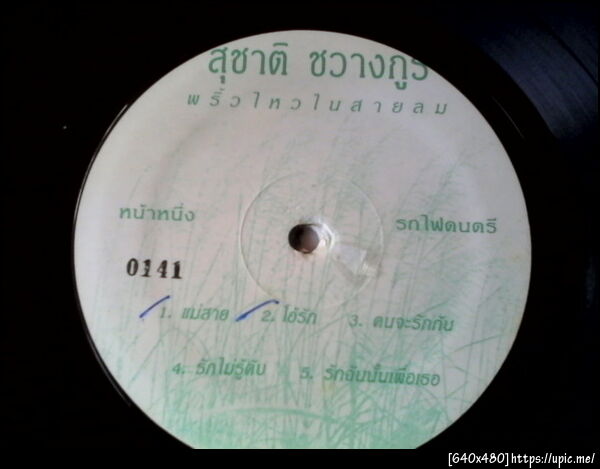 สุชาติ ชวางกูร
พริ้วไหวในสายลม
หน้าหนึ่ง
รถไฟดนตรี
0141
1. แม่สาย 2. โอ้รัก 3. คนจะรักกัน
4. รักไม่รู้ดับ 5. รักฉันนั้นเพื่อเธอ
[640x480]https://upic.me/